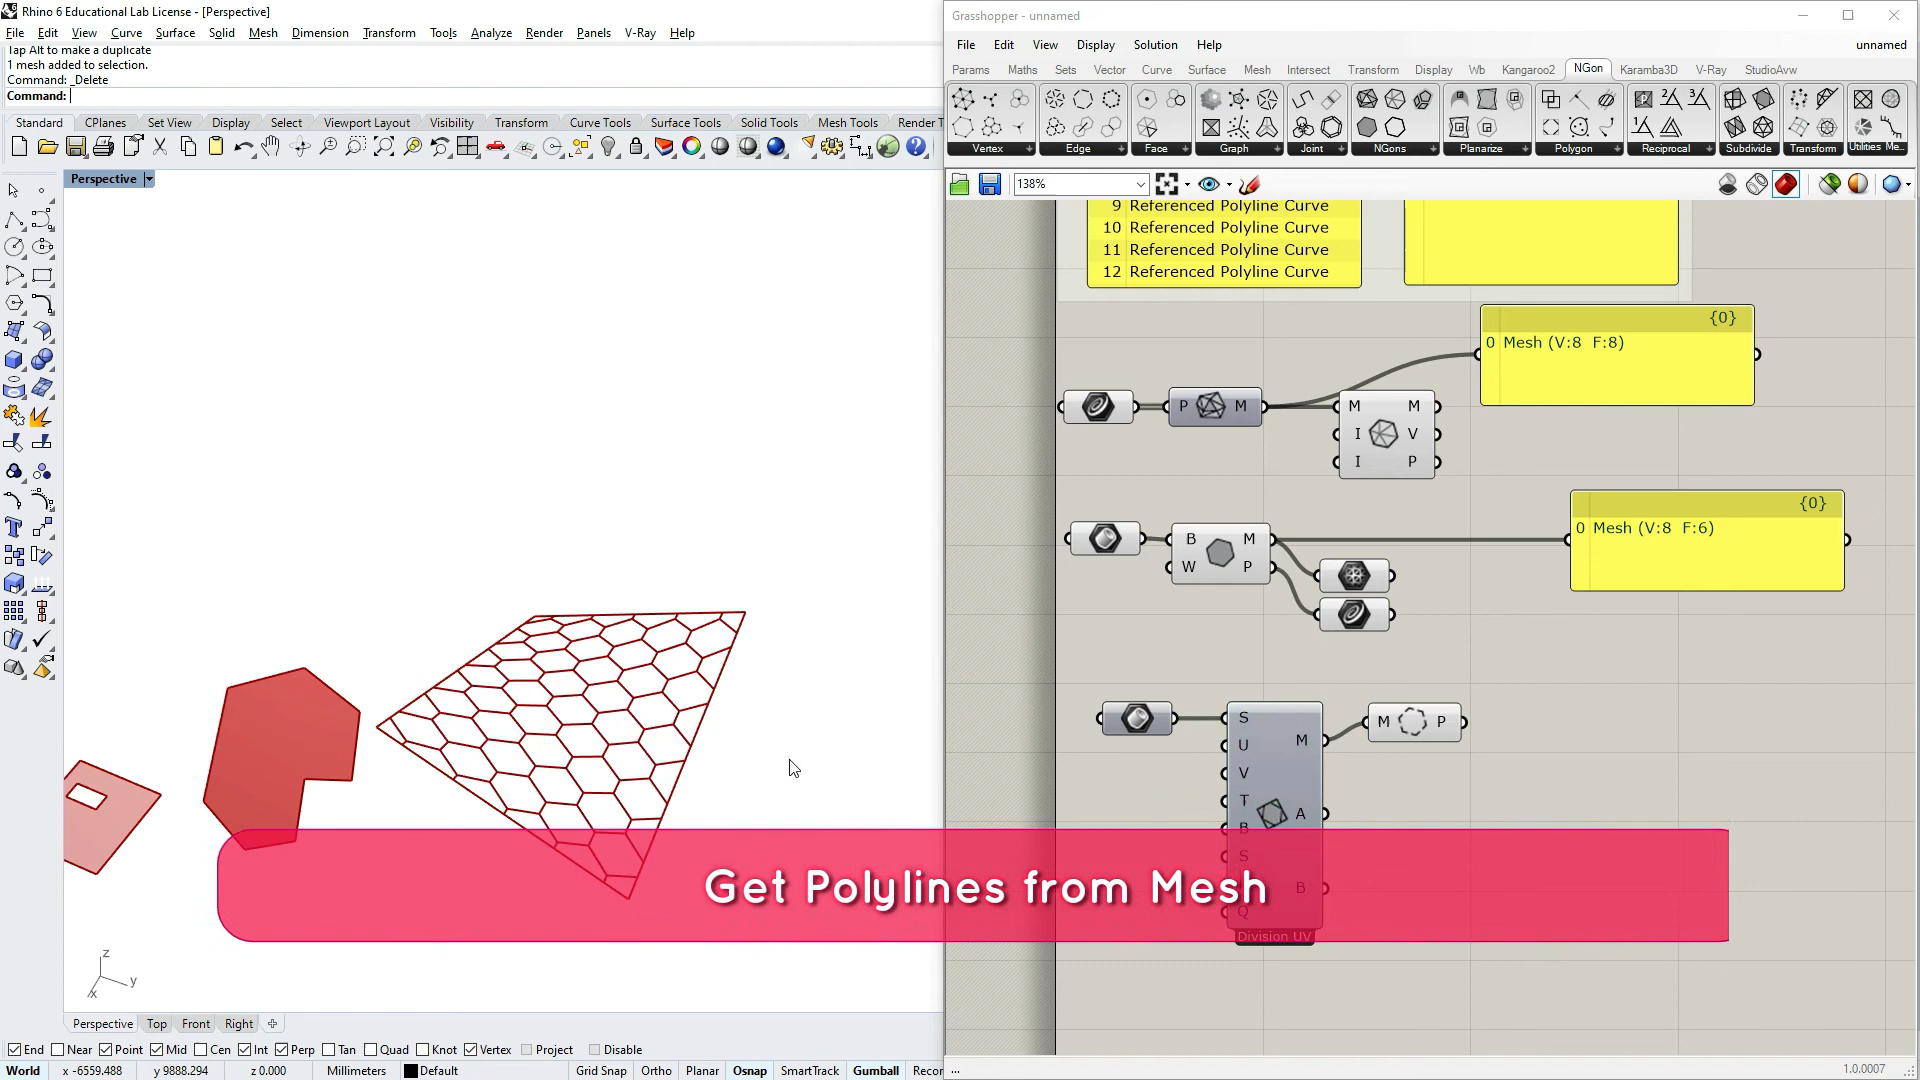 Rhino 6 Educational Lab License - [Perspective]
File Edit View Curve Surface Solid Mesh Dimension Transform Tools Analyze Render Panels V-Ray Help
Tap Alt to make a duplicate
1 mesh added to selection.
Command: _Delete
Command:
Standard CPlanes Set View Display Select Viewport Layout Visibility Transform Curve Tools Surface Tools Solid Tools Mesh Tools Render T
Perspective
z
y
x
Perspective Top Front Right
End Near Point Mid Cen Int Perp Tan Quad Knot Vertex Project Disable
World x -6559.488 y 9888.294 z 0.000 Millimeters Default Grid Snap Ortho Planar Osnap SmartTrack Gumball Recor
Grasshopper - unnamed
File Edit View Display Solution Help unnamed
Params Maths Sets Vector Curve Surface Mesh Intersect Transform Display Wb Kangaroo2 NGon Karamba3D V-Ray StudioAvw
Vertex Edge Face Graph Joint NGons Planarize Polygon Reciprocal Subdivide Transform Utilities Me...
138%
9 Referenced Polyline Curve
10 Referenced Polyline Curve
11 Referenced Polyline Curve
12 Referenced Polyline Curve
{0}
0 Mesh (V:8 F:8)
P M
M M
I V
I P
{0}
0 Mesh (V:8 F:6)
B M
W P
S
U
M
V
T
A
B
S
B
Q
Division UV
M P
Get Polylines from Mesh
... 1.0.0007